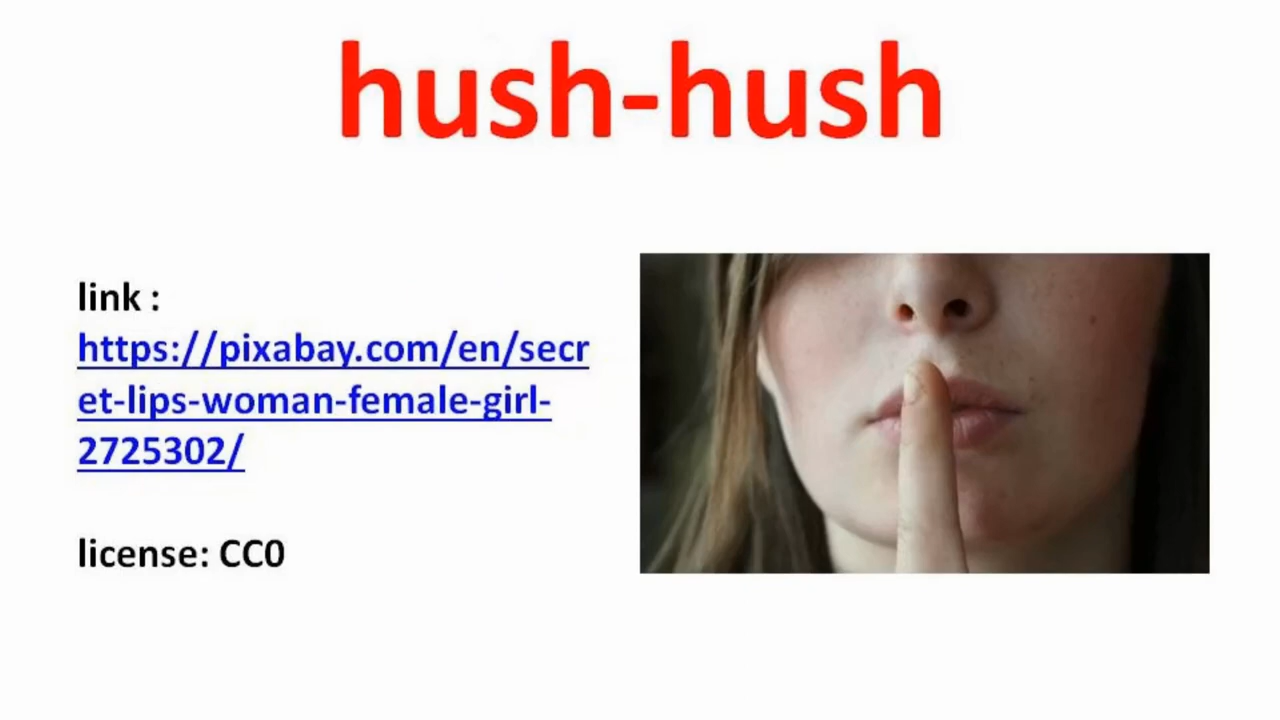 hush-hush
link :
https://pixabay.com/en/secr
et-lips-woman-female-girl-
2725302/
license: CC0